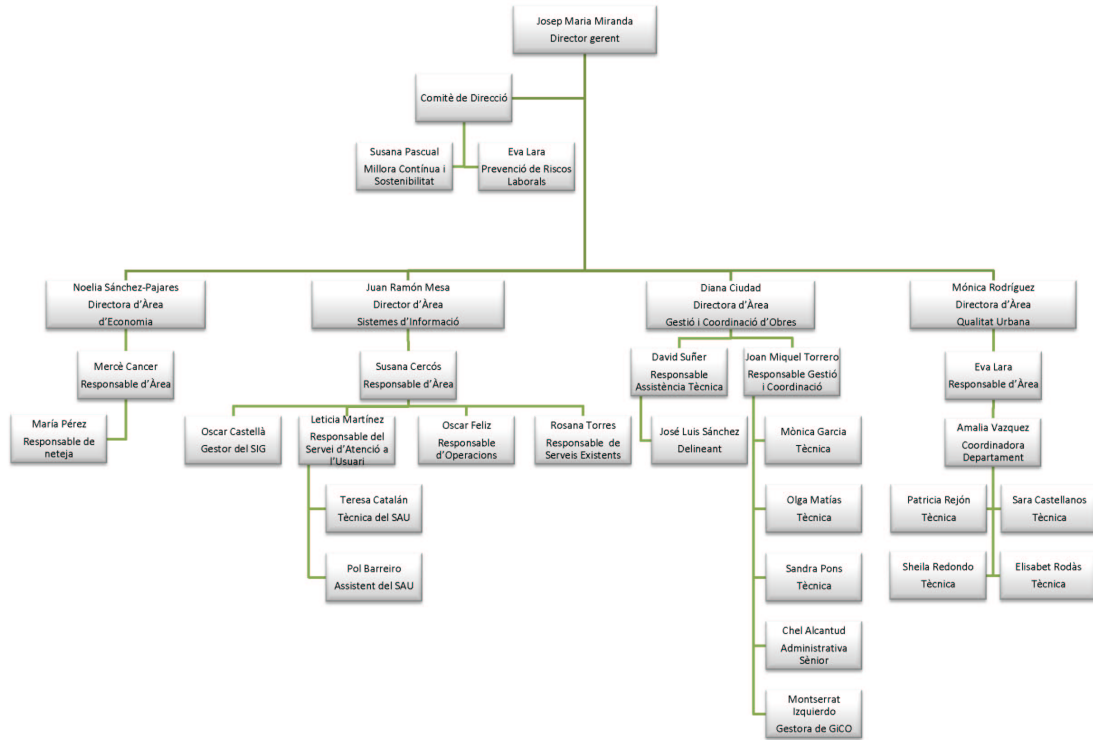 Josep Maria Miranda
Director gerent
Comitè de Direcció
Susana Pascual
Millora Contínua i
Sostenibilitat
Eva Lara
Prevenció de Riscos
Laborals
Noelia Sánchez-Pajares
Directora d'Àrea
d'Economia
Juan Ramón Mesa
Director d'Àrea
Sistemes d'Informació
Diana Ciudad
Directora d'Àrea
Gestió i Coordinació d'Obres
Mónica Rodríguez
Directora d'Àrea
Qualitat Urbana
Mercè Cancer
Responsable d'Àrea
Susana Cercós
Responsable d'Àrea
David Suñer
Responsable
Assistència Tècnica
Joan Miquel Torrero
Responsable Gestió
i Coordinació
Eva Lara
Responsable d'Àrea
María Pérez
Responsable de
neteja
Oscar Castellà
Gestor del SIG
Leticia Martínez
Responsable del
Servei d'Atenció a
l'Usuari
Oscar Feliz
Responsable
d'Operacions
Rosana Torres
Responsable de
Serveis Existents
José Luis Sánchez
Delineant
Mònica Garcia
Tècnica
Amalia Vazquez
Coordinadora
Departament
Teresa Catalán
Tècnica del SAU
Olga Matías
Tècnica
Patricia Rejón
Tècnica
Sara Castellanos
Tècnica
Pol Barreiro
Assistent del SAU
Sandra Pons
Tècnica
Sheila Redondo
Tècnica
Elisabet Rodàs
Tècnica
Chel Alcantud
Administrativa
Sènior
Montserrat
Izquierdo
Gestora de GiCO